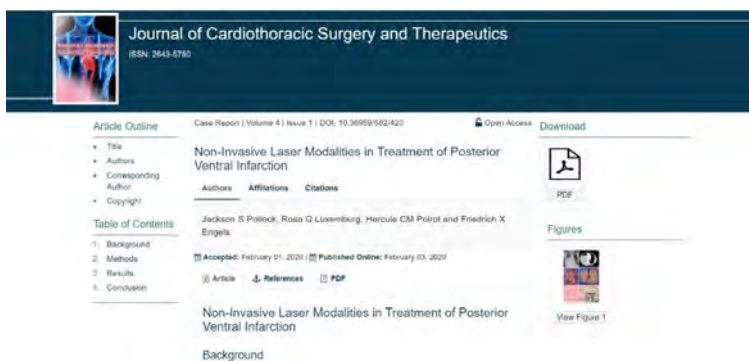 Journal of Cardiothoracic Surgery and Therapeutics
ISSN: 2643-5780
Article Outline
Title
Authors
Corresponding
Author
Copyright
Table of Contents
1. Background
2. Methods
3. Results
4. Conclusion
Case Report | Volume 4 | Issue 1 | DOI: 10.36959/582/420
Open Access
Non-Invasive Laser Modalities in Treatment of Posterior
Ventral Infarction
Authors Affiliations Citations
Jackson S Pollock, Rosa Q Luxemburg, Hercule CM Poirot and Friedrich X
Engels
Accepted: February 01, 2020 | Published Online: February 03, 2020
Article References PDF
Non-Invasive Laser Modalities in Treatment of Posterior
Ventral Infarction
Background
Download
PDF
Figures
View Figure 1